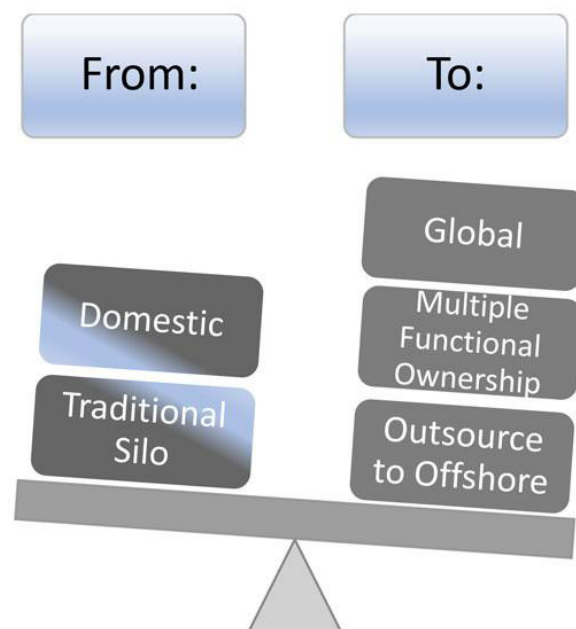 From:
To:
Domestic
Traditional
Silo
Global
Multiple
Functional
Ownership
Outsource
to Offshore